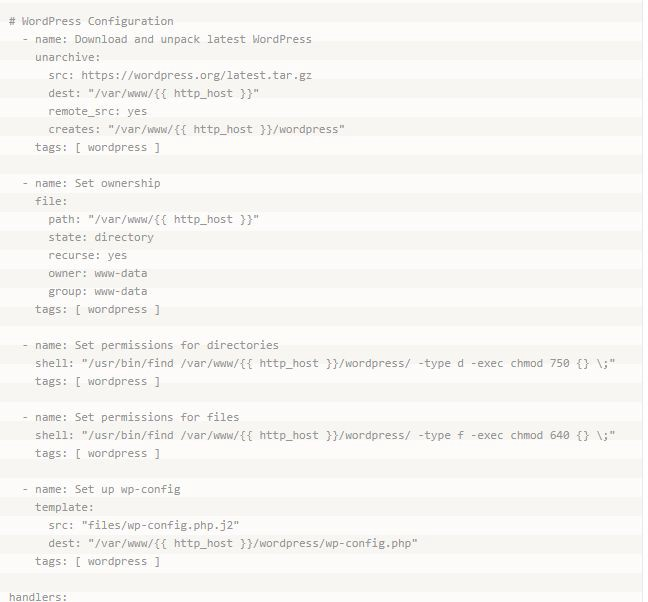 # WordPress Configuration
  - name: Download and unpack latest WordPress
    unarchive:
      src: https://wordpress.org/latest.tar.gz
      dest: "/var/www/{{ http_host }}"
      remote_src: yes
      creates: "/var/www/{{ http_host }}/wordpress"
    tags: [ wordpress ]

  - name: Set ownership
    file:
      path: "/var/www/{{ http_host }}"
      state: directory
      recurse: yes
      owner: www-data
      group: www-data
    tags: [ wordpress ]

  - name: Set permissions for directories
    shell: "/usr/bin/find /var/www/{{ http_host }}/wordpress/ -type d -exec chmod 750 {} \;"
    tags: [ wordpress ]

  - name: Set permissions for files
    shell: "/usr/bin/find /var/www/{{ http_host }}/wordpress/ -type f -exec chmod 640 {} \;"
    tags: [ wordpress ]

  - name: Set up wp-config
    template:
      src: "files/wp-config.php.j2"
      dest: "/var/www/{{ http_host }}/wordpress/wp-config.php"
    tags: [ wordpress ]

handlers: